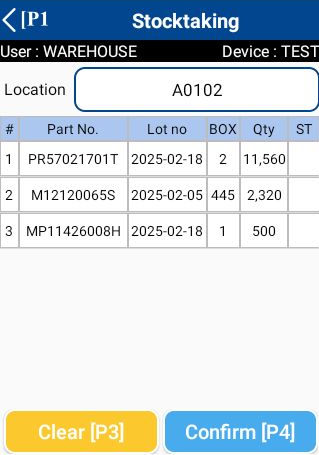 [P1 Stocktaking
User : WAREHOUSE Device : TEST
Location A0102
# Part No. Lot no BOX Qty ST
1 PR57021701T 2025-02-18 2 11,560
2 M12120065S 2025-02-05 445 2,320
3 MP11426008H 2025-02-18 1 500
Clear [P3] Confirm [P4]